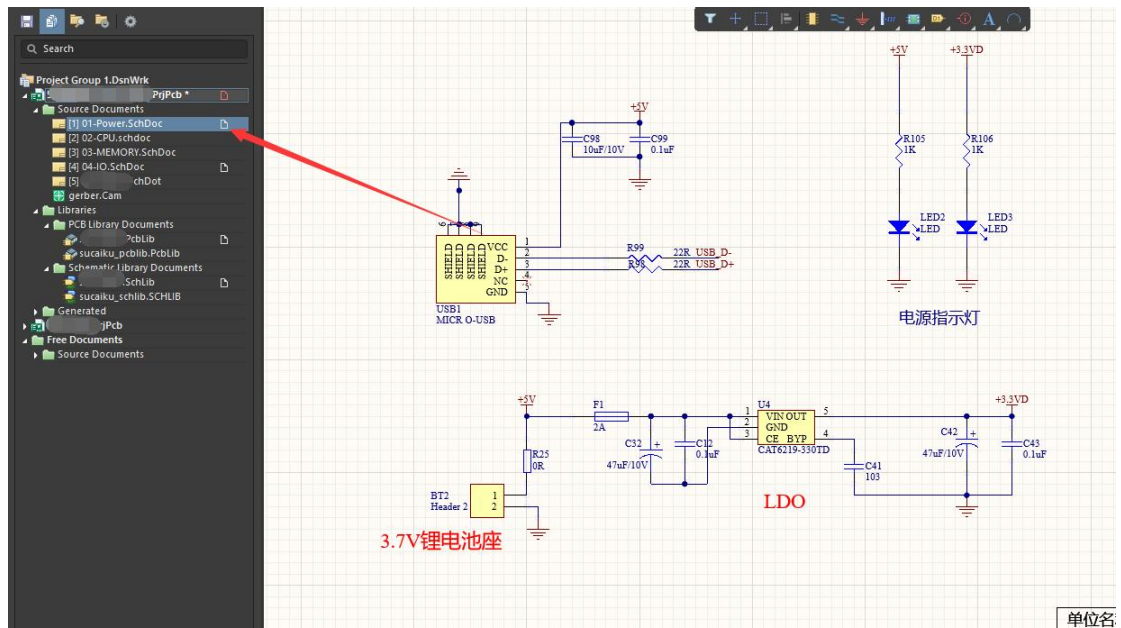 Search
Project Group 1.DsnWrk
PrjPcb *
Source Documents
[1] 01-Power.SchDoc
[2] 02-CPU.schdoc
[3] 03-MEMORY.SchDoc
[4] 04-IO.SchDoc
[5] chDot
gerber.Cam
Libraries
PCB Library Documents
PcbLib
sucaiku_pcblib.PcbLib
Schematic Library Documents
.SchLib
sucaiku_schlib.SCHLIB
Generated
jPcb
Free Documents
Source Documents
+5V
+3.3VD
R105
1K
R106
1K
LED2
LED
LED3
LED
电源指示灯
+5V
C98
10uF/10V
C99
0.1uF
6 7 8 9
SHIELD
SHIELD
SHIELD
SHIELD
VCC 1
D- 2
D+ 3
NC 4
GND 5
USB1
MICR O-USB
R99 22R USB_D-
R98 22R USB_D+
+5V
F1
2A
R25
0R
BT2
Header 2
1
2
3.7V锂电池座
C32
+
47uF/10V
C12
0.1uF
U4
1 VIN OUT 5
2 GND
3 CE BYP 4
CAT6219-330TD
C41
103
LDO
+3.3VD
C42
+
47uF/10V
C43
0.1uF
单位名